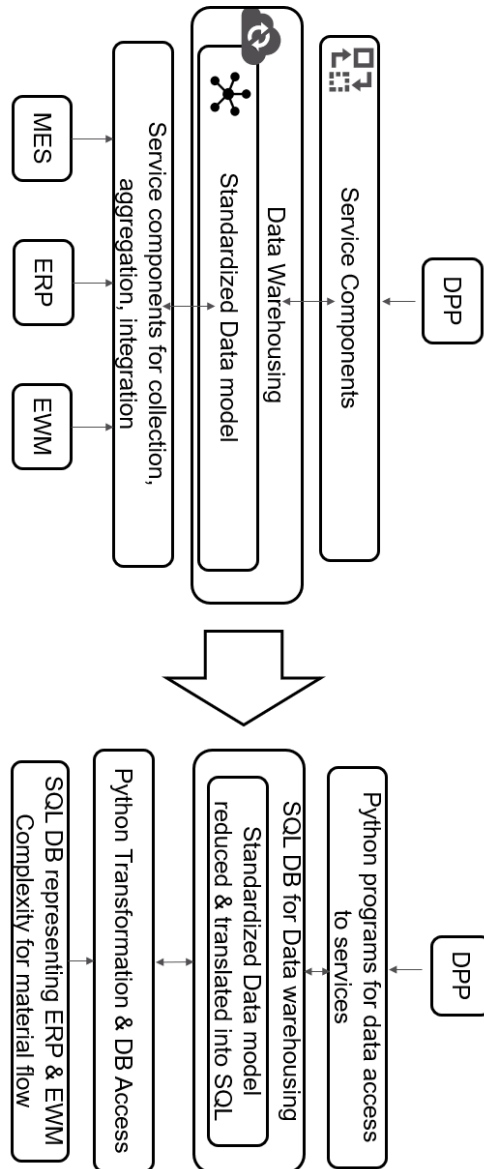 DPP
Service Components
Data Warehousing
Standardized Data model
Service components for collection,
aggregation, integration
MES
ERP
EWM
DPP
Python programs for data access
to services
SQL DB for Data warehousing
Standardized Data model
reduced & translated into SQL
Python Transformation & DB Access
SQL DB representing ERP & EWM
Complexity for material flow